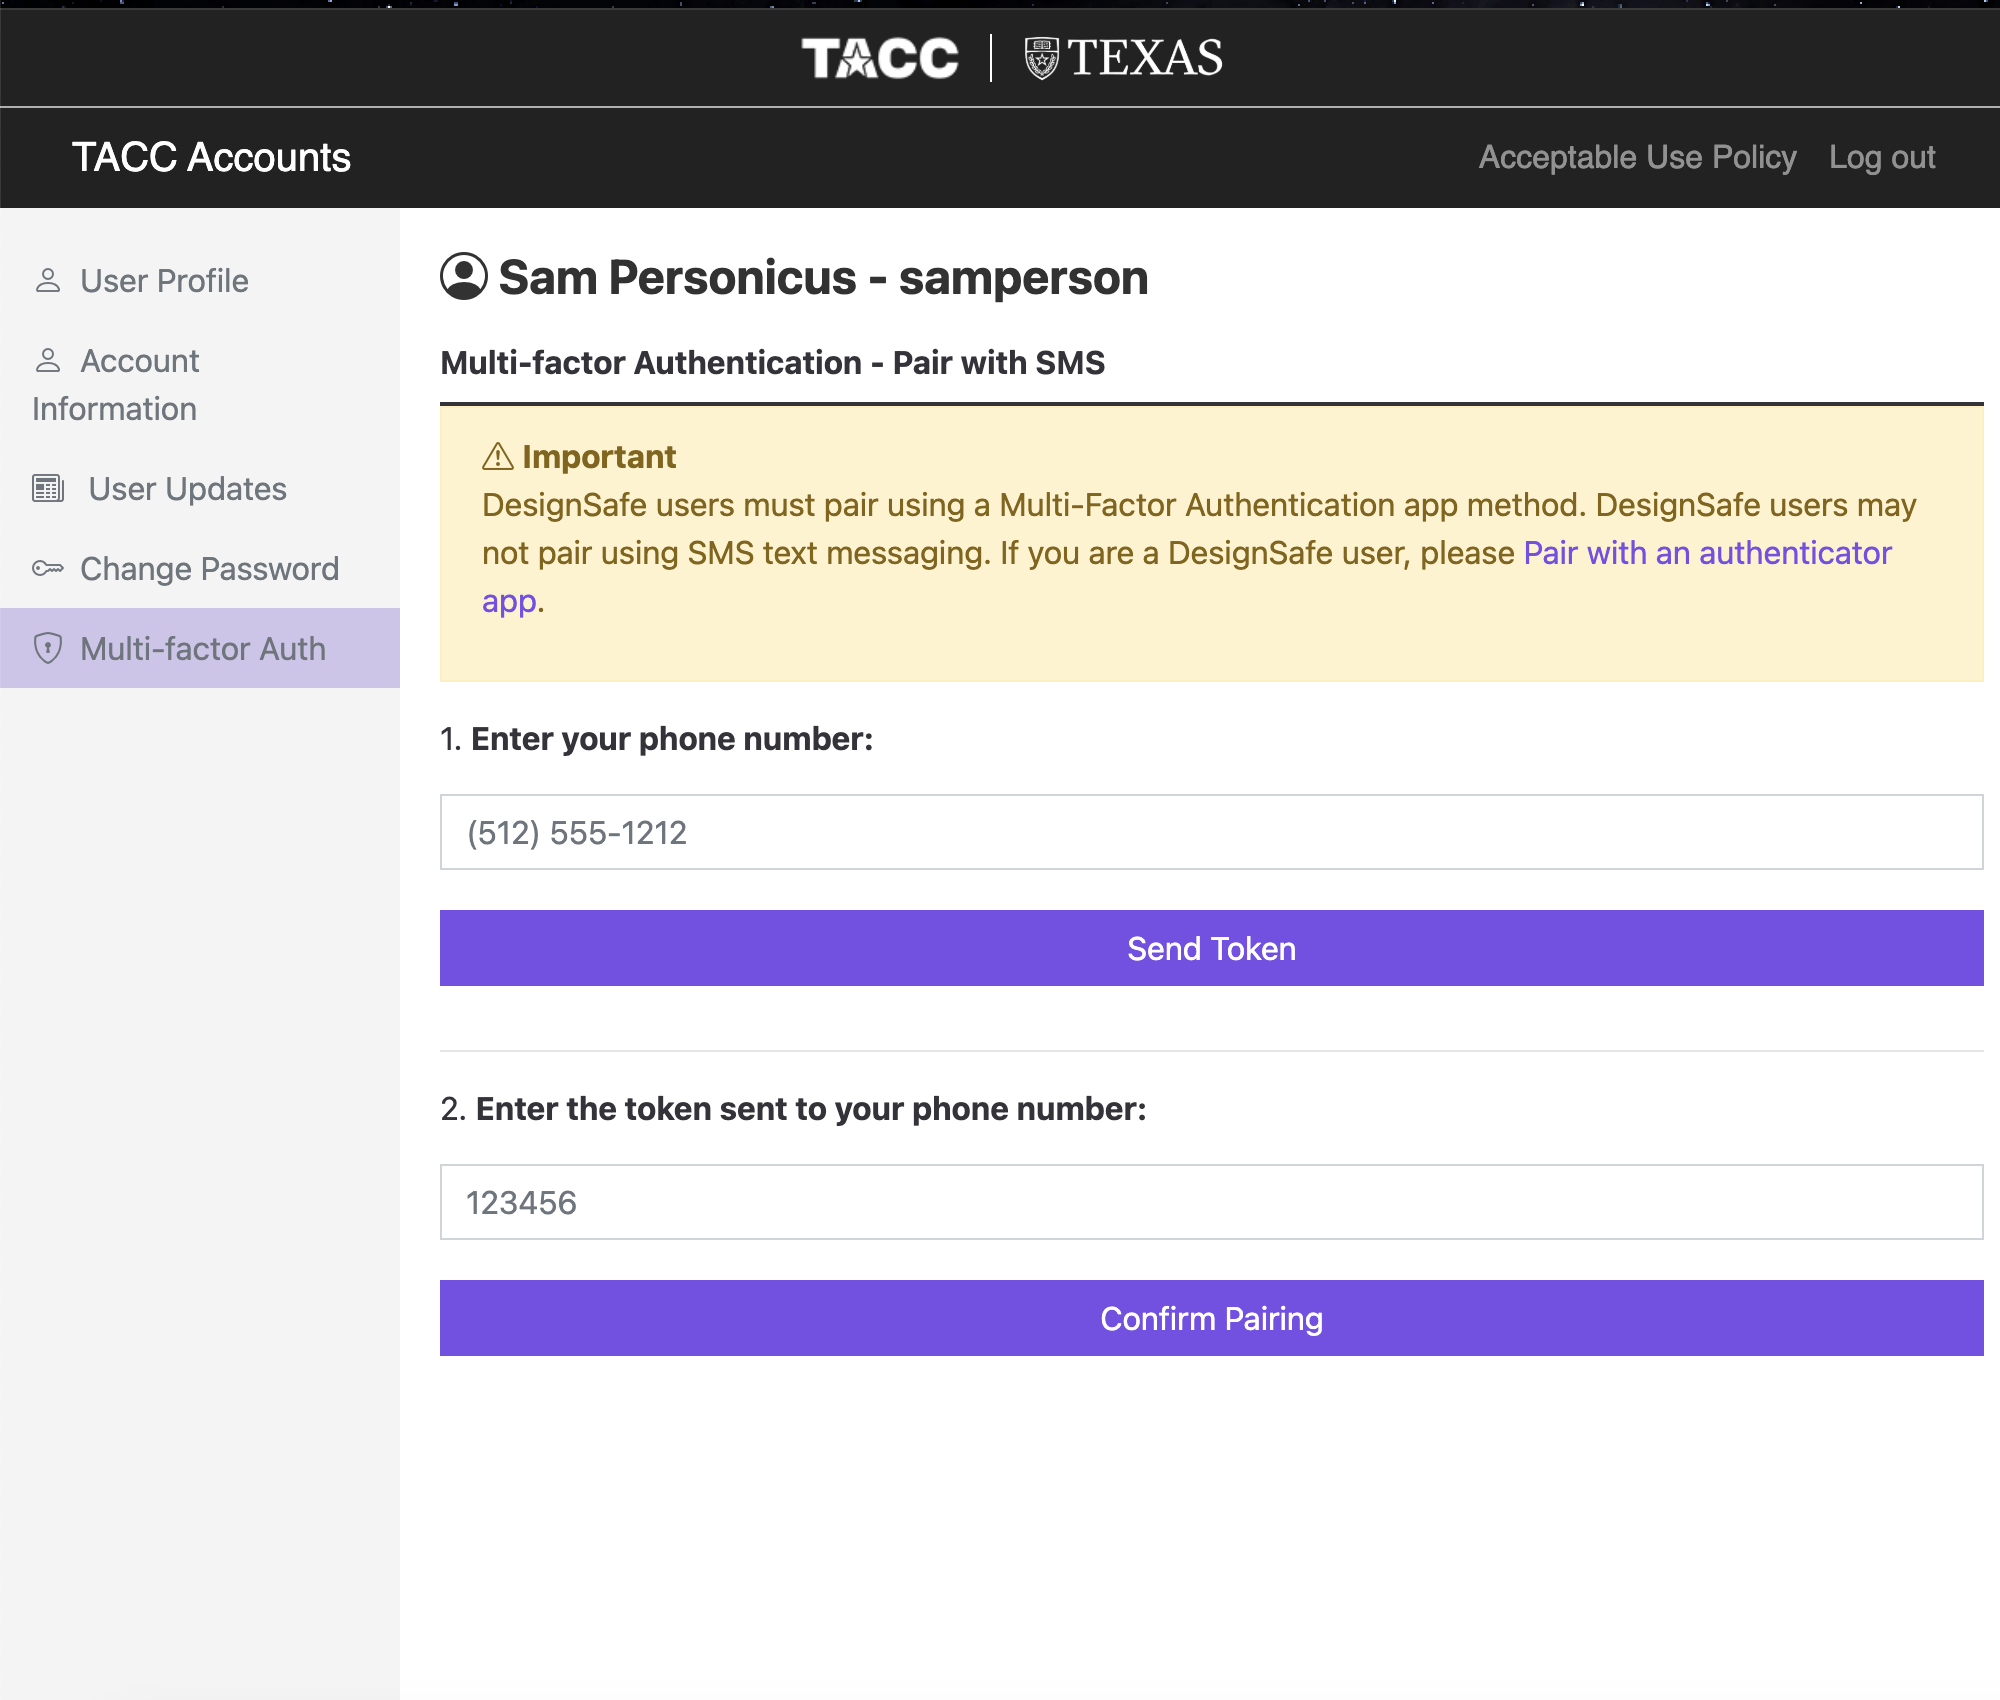 TACC TEXAS
TACC Accounts
Acceptable Use Policy Log out
User Profile
Account
Information
User Updates
Change Password
Multi-factor Auth
Sam Personicus - samperson
Multi-factor Authentication - Pair with SMS
Important
DesignSafe users must pair using a Multi-Factor Authentication app method. DesignSafe users may
not pair using SMS text messaging. If you are a DesignSafe user, please Pair with an authenticator
app.
1. Enter your phone number:
(512) 555-1212
Send Token
2. Enter the token sent to your phone number:
123456
Confirm Pairing